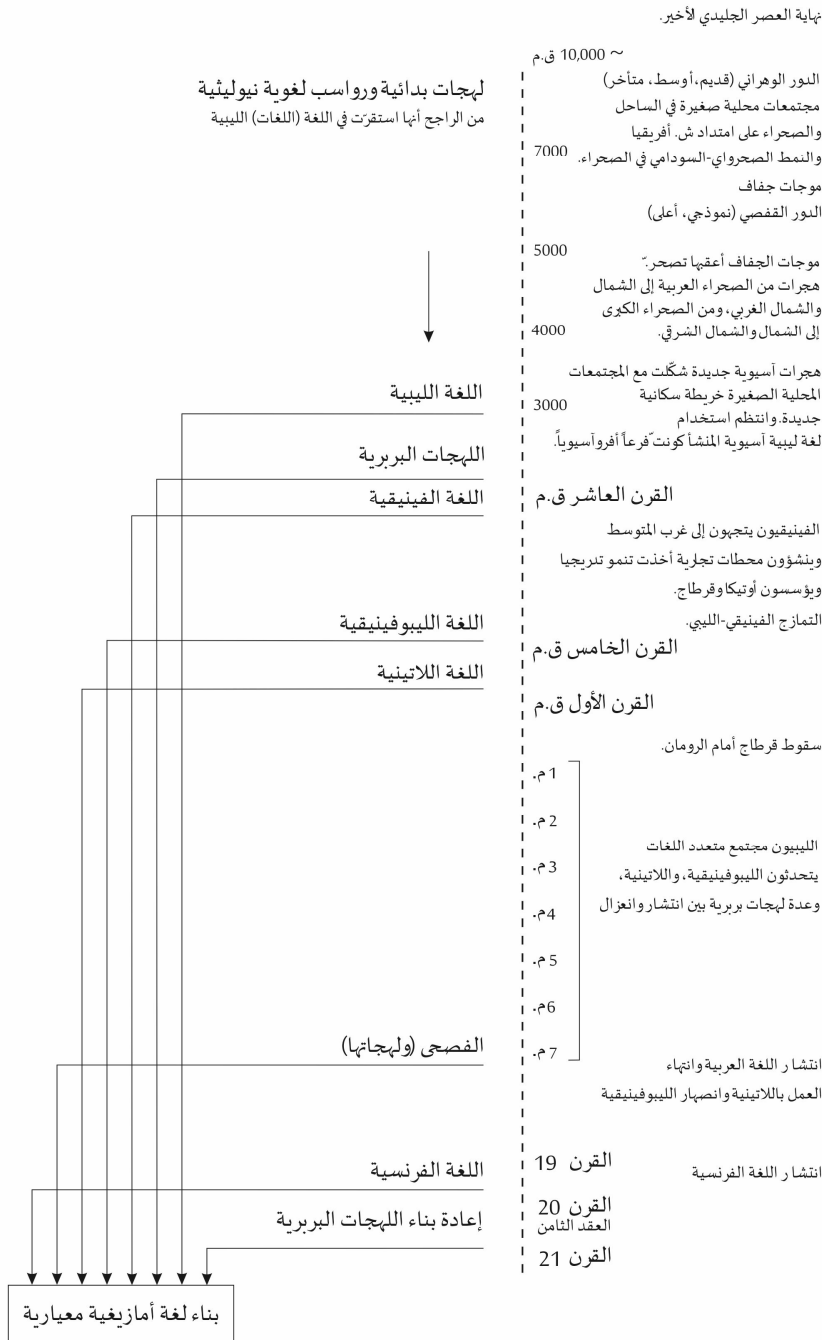 نهاية العصر الجليدي لأخير.
~ 10,000 ق.م
الدور الوهراني (قديم، أوسط، متأخر)
مجتمعات محلية صغيرة في الساحل
والصحراء على امتداد ش. أفريقيا
والنمط الصحرواي-السودامي في الصحراء.
7000
موجات جفاف
الدور القفصي (نموذجي، أعلى)
لهجات بدائية ورواسب لغوية نيوليثية
من الراجح أنها استقرّت في اللغة (اللغات) الليبية
5000
موجات الجفاف أعقبها تصحرّ.
هجرات من الصحراء العربية إلى الشمال
والشمال الغربي، ومن الصحراء الكبرى
إلى الشمال والشمال الشرقي.
4000
هجرات آسيوية جديدة شكّلت مع المجتمعات
المحلية الصغيرة خريطة سكانية
جديدة. وانتظم استخدام
لغة ليبية آسيوية المنشأ كونت ّفرعاً أفروآسيوياً.
3000
اللغة الليبية
اللهجات البربرية
القرن العاشر ق.م
اللغة الفينيقية
الفينيقيون يتجهون إلى غرب المتوسط
وينشؤون محطات تجارية أخذت تنمو تدريجيا
ويؤسسون أوتيكا وقرطاج.
التمازج الفينيقي-الليبي.
اللغة الليبوفينيقية
القرن الخامس ق.م
اللغة اللاتينية
القرن الأول ق.م
سقوط قرطاج أمام الرومان.
1 م.
2 م.
3 م.
4 م.
5 م.
6 م.
7 م.
الليبيون مجتمع متعدد اللغات
يتحدثون الليبوفينيقية، واللاتينية،
وعدة لهجات بربرية بين انتشار وانعزال
الفصحى (ولهجاتها)
انتشار اللغة العربية وانتهاء
العمل باللاتينية وانصهار الليبوفينيقية
القرن 19
انتشار اللغة الفرنسية
اللغة الفرنسية
القرن 20
العقد الثامن
إعادة بناء اللهجات البربرية
القرن 21
بناء لغة أمازيغية معيارية